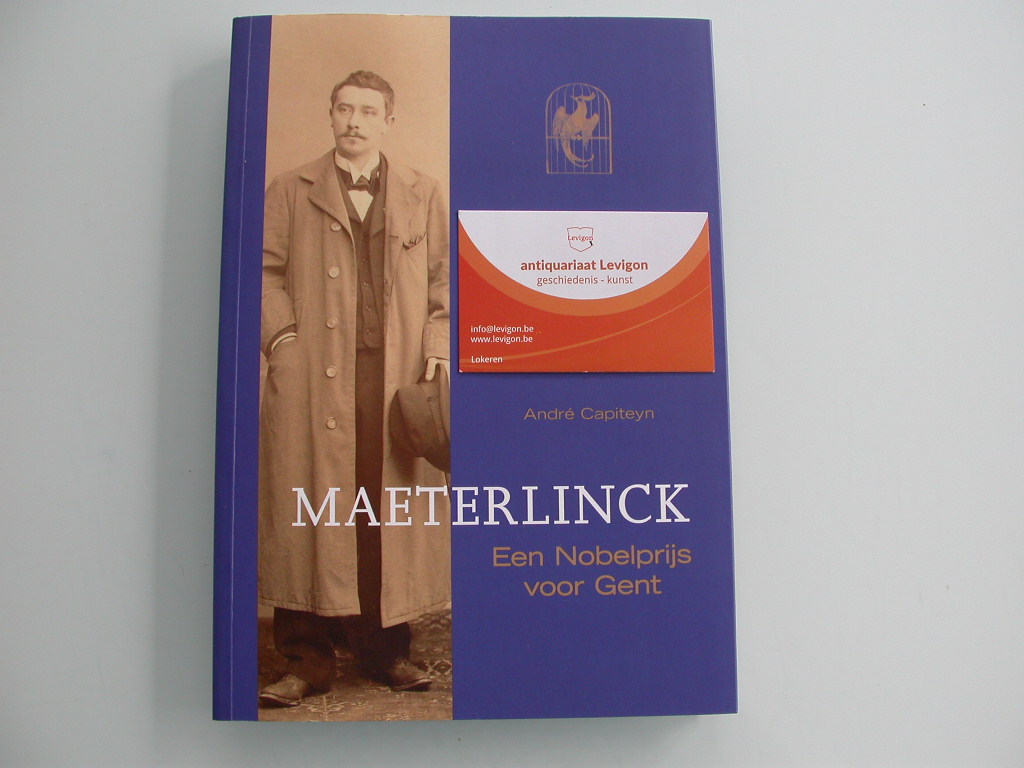 Levigon
antiquariaat Levigon
geschiedenis - kunst
info@levigon.be
www.levigon.be
Lokeren
André Capiteyn
MAETERLINCK
Een Nobelprijs
voor Gent